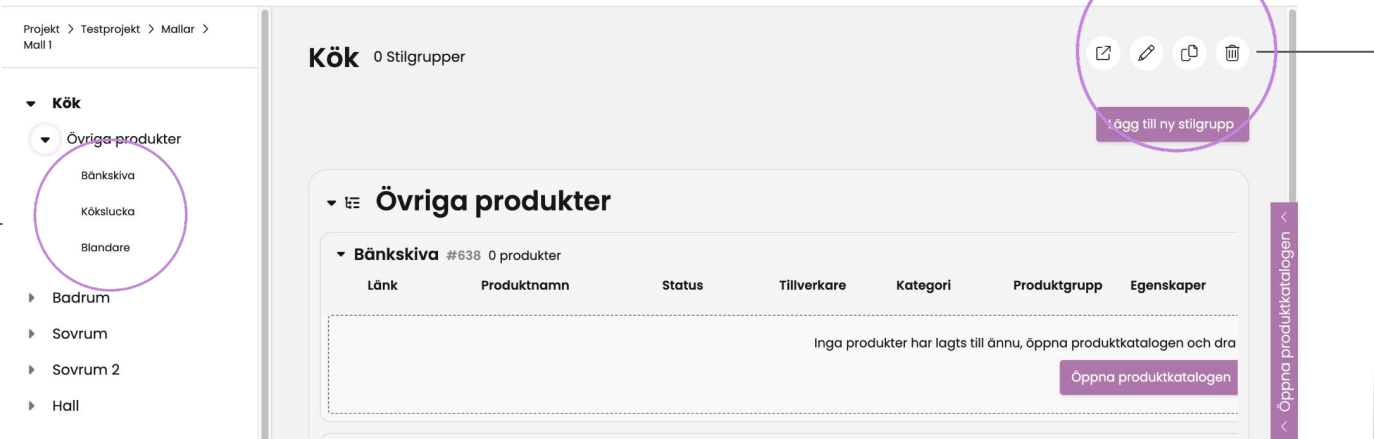 Projekt > Testprojekt > Mallar >
Mall 1
Kök
Övriga produkter
Bänkskiva
Kökslucka
Blandare
Badrum
Sovrum
Sovrum 2
Hall
Kök 0 Stilgrupper
Lägg till ny stilgrupp
Övriga produkter
Bänkskiva #638 0 produkter
Länk Produktnamn Status Tillverkare Kategori Produktgrupp Egenskaper
Inga produkter har lagts till ännu, öppna produktkatalogen och dra
Öppna produktkatalogen
< Öppna produktkatalogen <